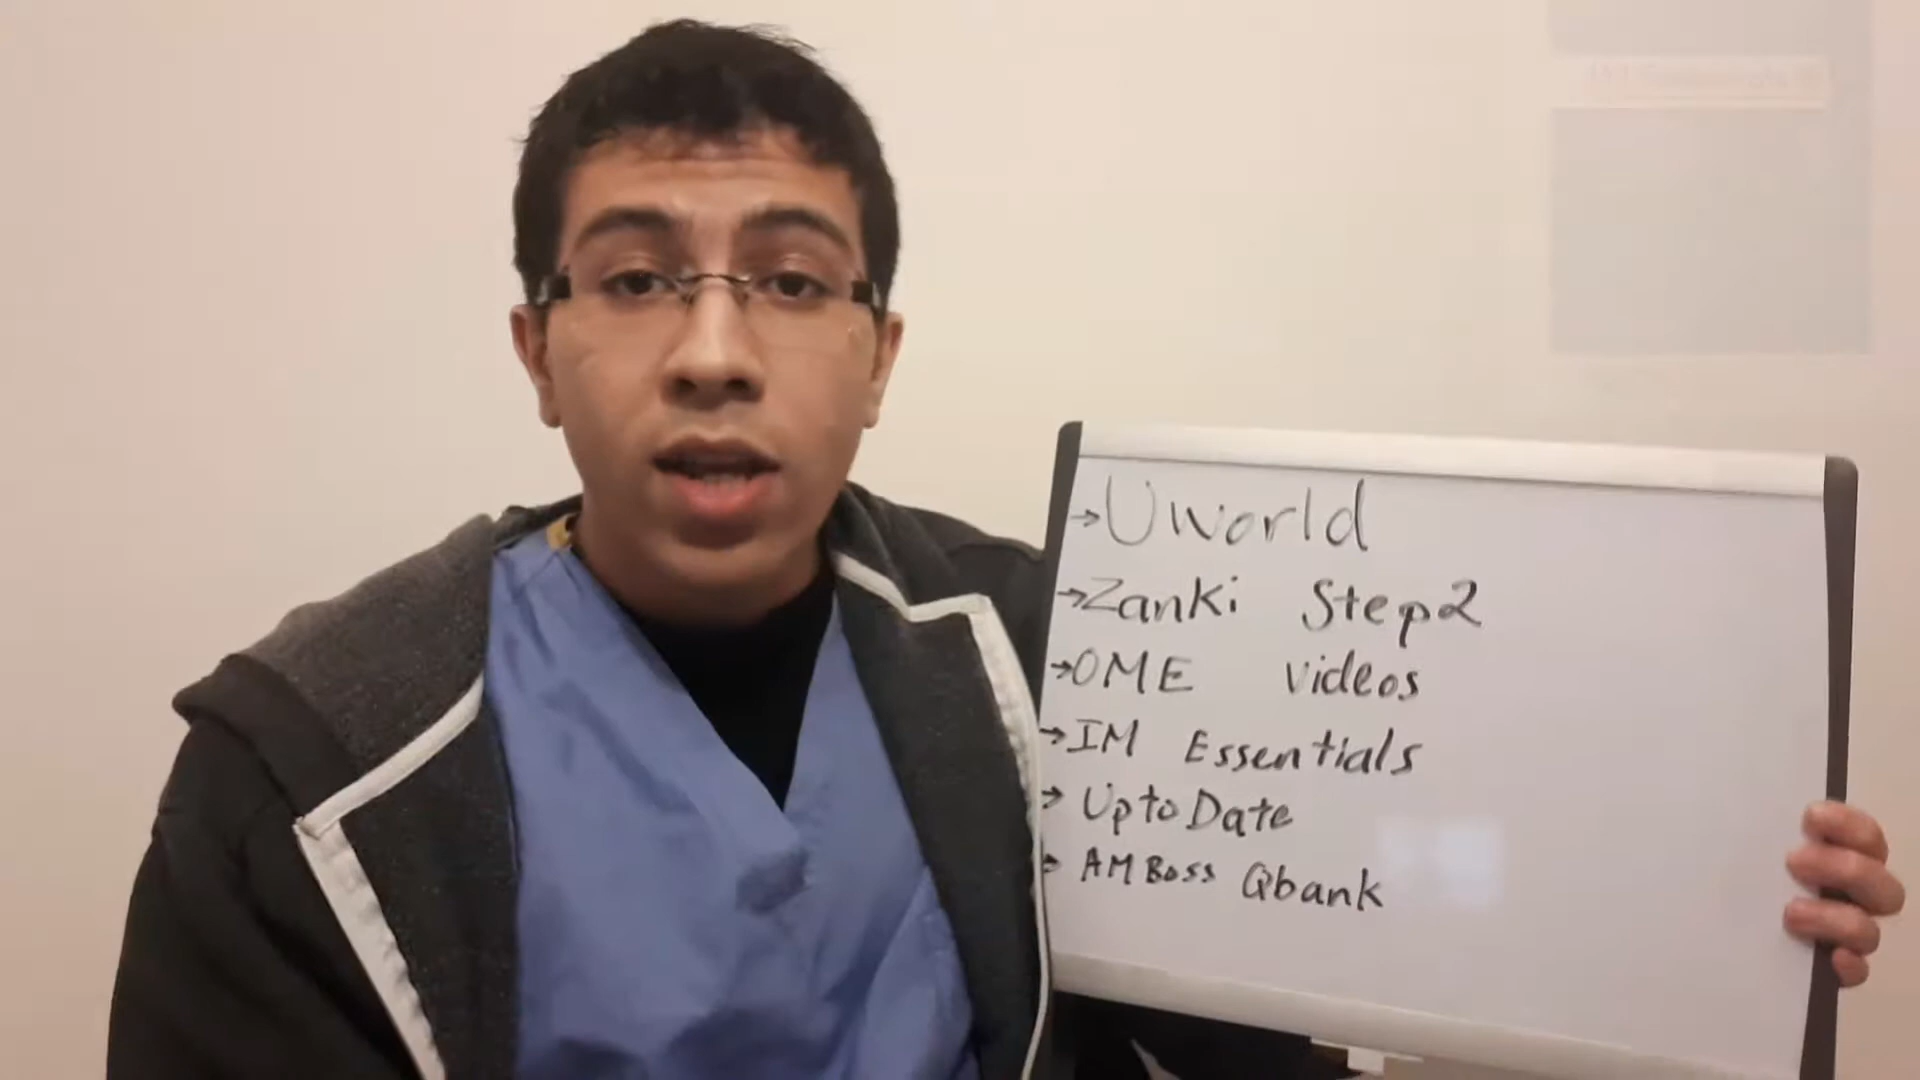 →Uworld
→Zanki Step2
→OME videos
→IM Essentials
→UptoDate
→AMBoss Qbank